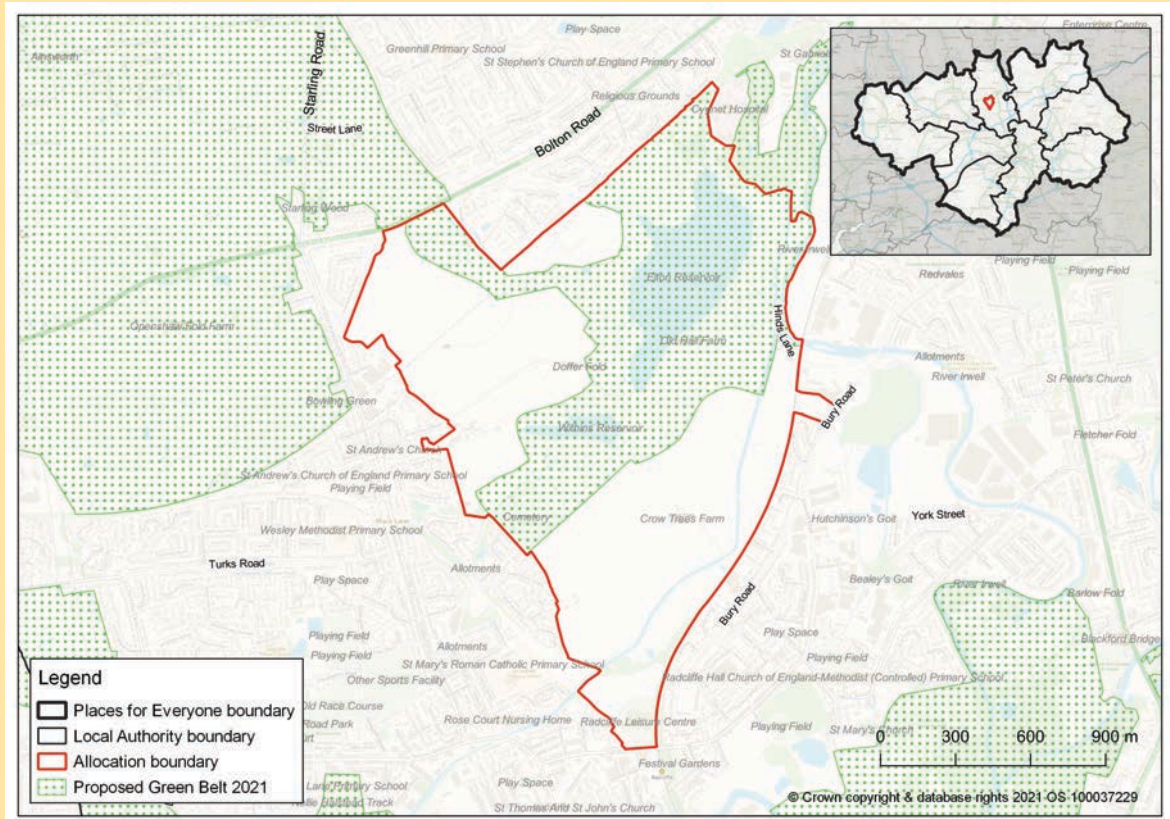 Play Space
Enterprise Centre
Ainsworth
Starling Road
Greenhill Primary School
St Stephen's Church of England Primary School
Religious Grounds
Cygnet Hospital
Street Lane
Bolton Road
Starling Wood
River Irwell
Redvales
Playing Field
Playing Field
Elton Reservoir
Openshaw Fold Farm
Hinds Lane
Old Hall Farm
Allotments
River Irwell
St Peter's Church
Doffer Fold
Bowling Green
Bury Road
Withins Reservoir
Fletcher Fold
St Andrew's Church
St Andrew's Church of England Primary School
Playing Field
Cemetery
Crow Trees Farm
Hutchinson's Goit
York Street
Wesley Methodist Primary School
Turks Road
Allotments
Play Space
Bealey's Goit
River Irwell
Barlow Fold
Bury Road
Play Space
Playing Field
Blackford Bridge
Playing Field
Allotments
Playing Field
St Mary's Roman Catholic Primary School
Other Sports Facility
Radcliffe Hall Church of England-Methodist (Controlled) Primary School
Old Race Course
Road Park
Rose Court Nursing Home
Radcliffe Leisure Centre
Playing Field
St Mary's Church
Festival Gardens
Lane Primary School
Play Space
St Thomas And St John's Church
Legend
Places for Everyone boundary
Local Authority boundary
Allocation boundary
Proposed Green Belt 2021
0 300 600 900 m
© Crown copyright & database rights 2021 OS 100037229